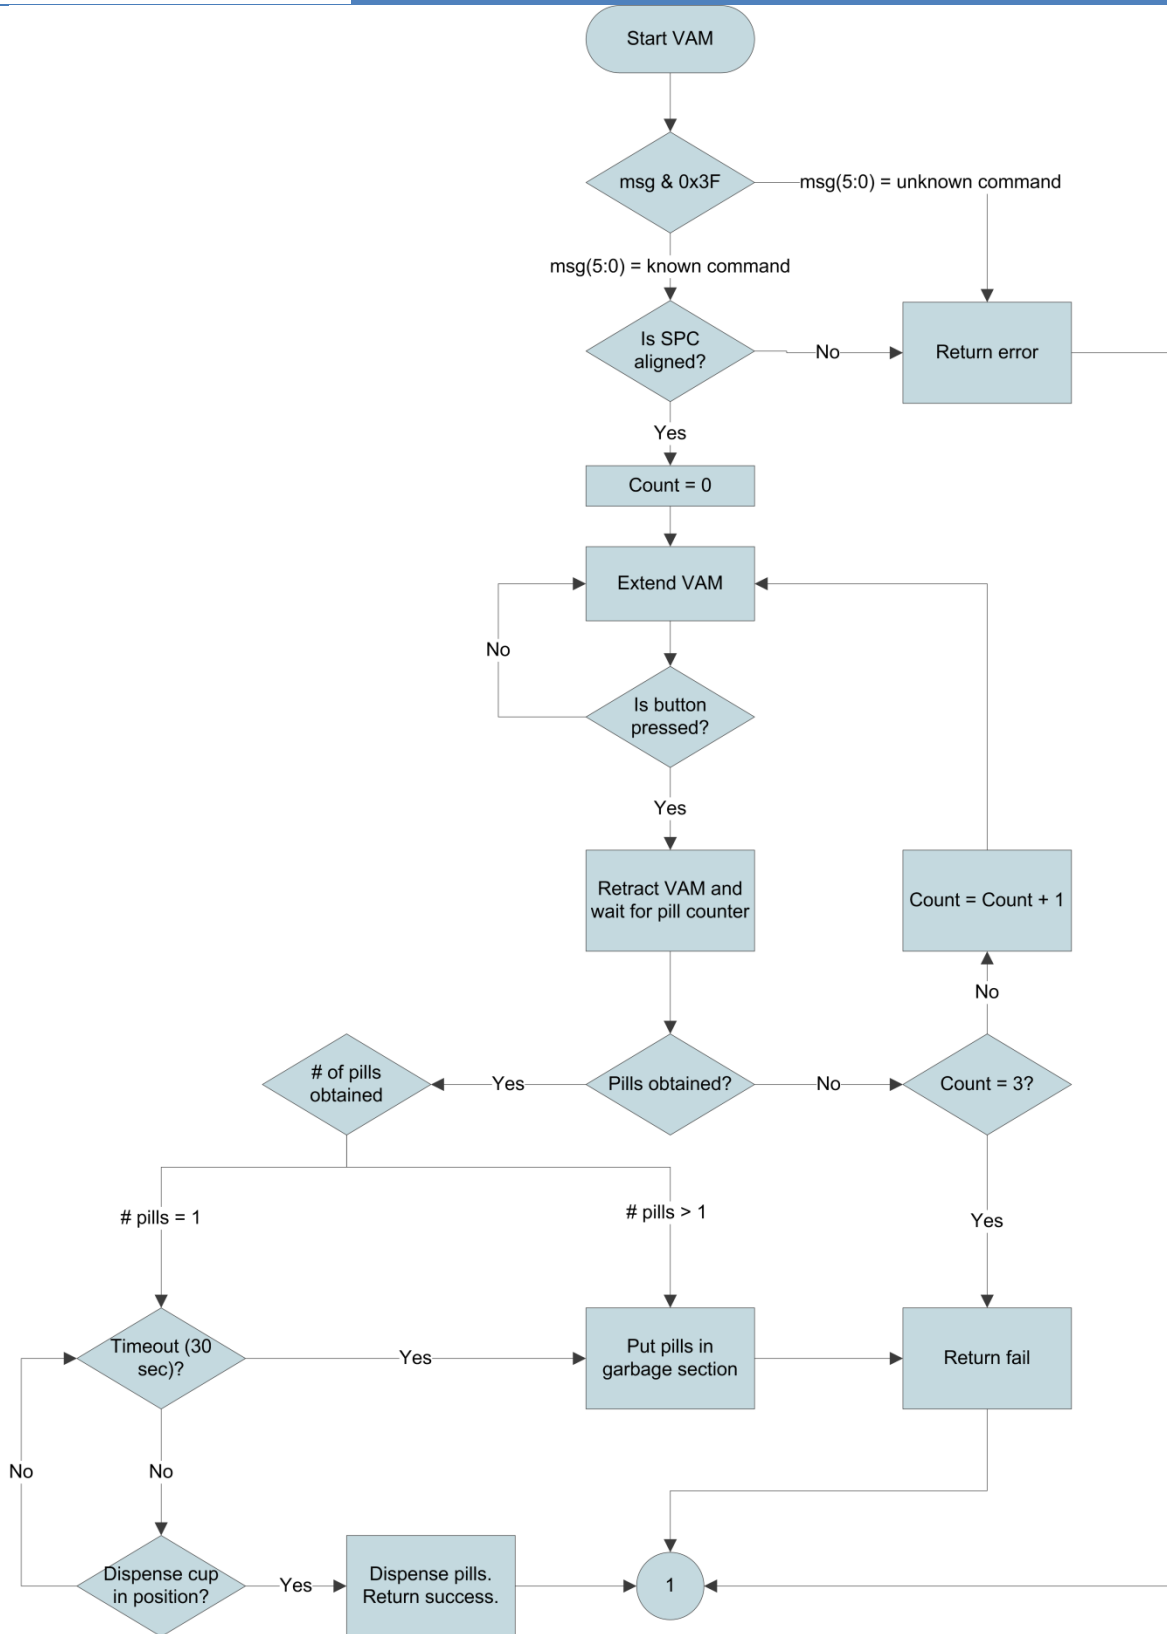 Start VAM
msg & 0x3F
msg(5:0) = unknown command
msg(5:0) = known command
Is SPC
aligned?
No
Return error
Yes
Count = 0
Extend VAM
No
Is button
pressed?
Yes
Retract VAM and
wait for pill counter
Count = Count + 1
No
# of pills
obtained
Yes
Pills obtained?
No
Count = 3?
# pills = 1
# pills > 1
Yes
Timeout (30
sec)?
Yes
Put pills in
garbage section
Return fail
No
No
Dispense cup
in position?
Yes
Dispense pills.
Return success.
1